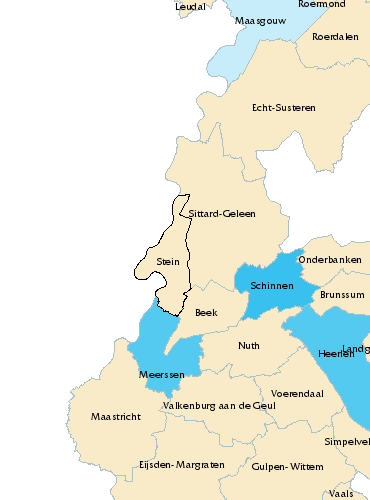 Leudal
Roermond
Maasgouw
Roerdalen
Echt-Susteren
Sittard-Geleen
Stein
Onderbanken
Schinnen
Brunssum
Beek
Nuth
Heerlen
Landg
Meerssen
Voerendaal
Valkenburg aan de Geul
Maastricht
Simpelvel
Eijsden-Margraten
Gulpen-Wittem
Vaals